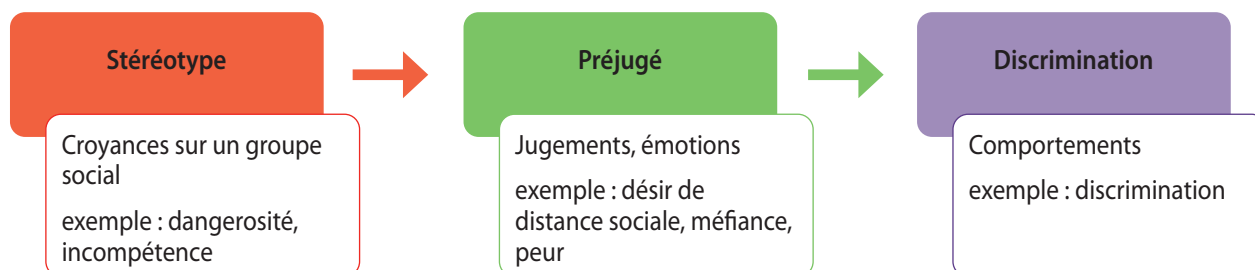 Stéréotype
Croyances sur un groupe
social
exemple : dangerosité,
incompétence
Préjugé
Jugements, émotions
exemple : désir de
distance sociale, méfiance,
peur
Discrimination
Comportements
exemple : discrimination